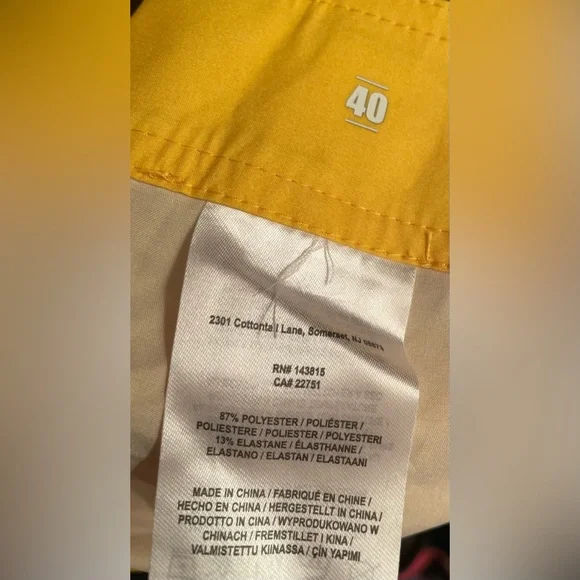 40
2301 Cottontail Lane, Somerset, NJ 08873
RN# 143815
CA# 22751
87% POLYESTER / POLIÉSTER /
POLIESTERE / POLIESTER / POLYESTERI
13% ELASTANE / ÉLASTHANNE /
ELASTANO / ELASTAN / ELASTAANI
MADE IN CHINA / FABRIQUÉ EN CHINE /
HECHO EN CHINA / HERGESTELLT IN CHINA/
PRODOTTO IN CINA / WYPRODUKOWANO W
CHINACH / FREMSTILLET I KINA /
VALMISTETTU KIINASSA / ÇİN YAPIMI